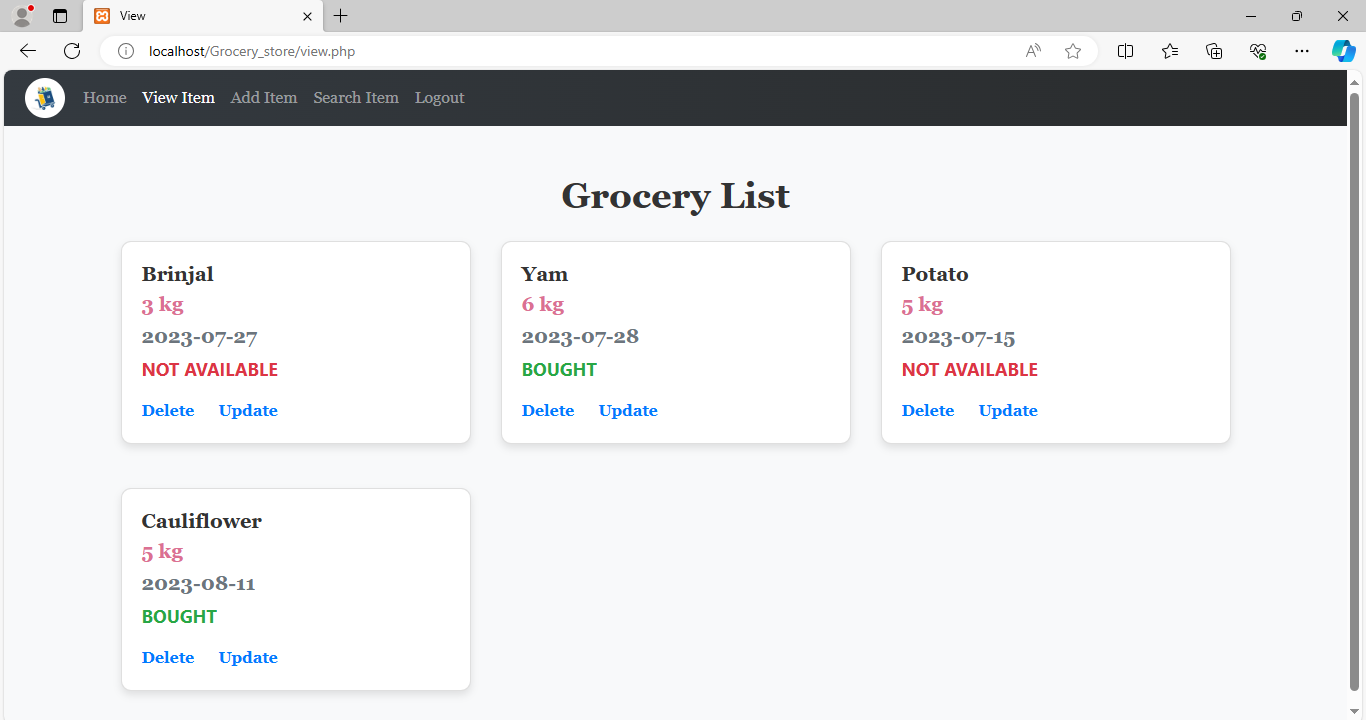 View
localhost/Grocery_store/view.php
Home View Item Add Item Search Item Logout
Grocery List
Brinjal
3 kg
2023-07-27
NOT AVAILABLE
Delete Update
Yam
6 kg
2023-07-28
BOUGHT
Delete Update
Potato
5 kg
2023-07-15
NOT AVAILABLE
Delete Update
Cauliflower
5 kg
2023-08-11
BOUGHT
Delete Update